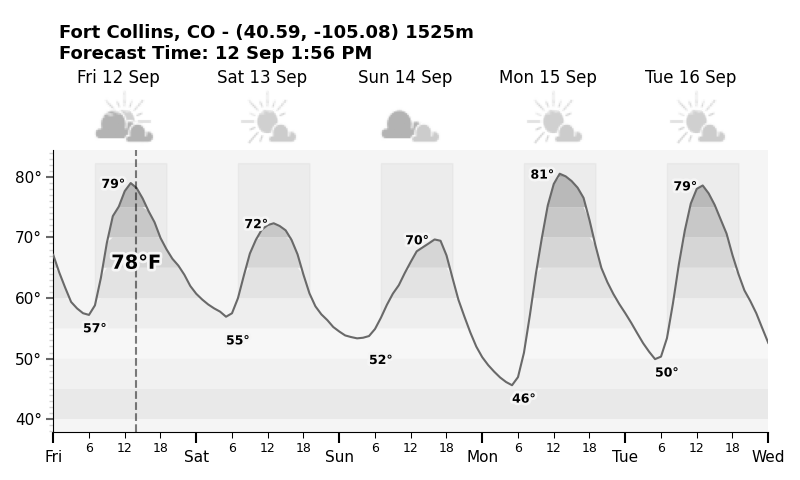 Fort Collins, CO - (40.59, -105.08) 1525m
Forecast Time: 12 Sep 1:56 PM
Fri 12 Sep Sat 13 Sep Sun 14 Sep Mon 15 Sep Tue 16 Sep
80°
70°
60°
50°
40°
79° 72° 70° 81° 79°
78°F
57° 55° 52° 46° 50°
6 12 18 6 12 18 6 12 18 6 12 18 6 12 18
Fri Sat Sun Mon Tue Wed